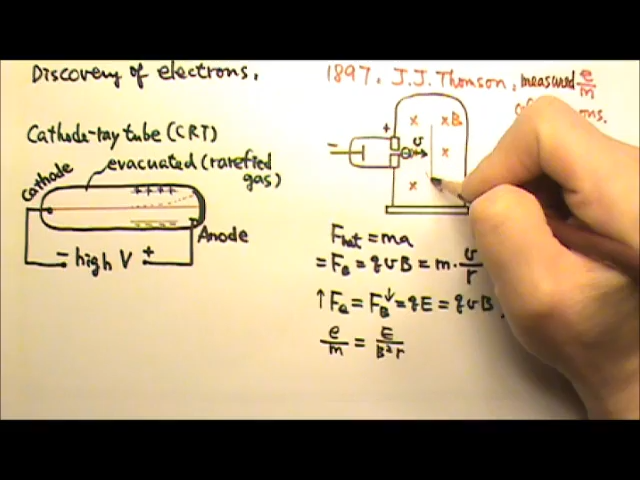 Discovery of electrons.
1897. J.J. Thomson. measured e/m
Cathode-ray tube (CRT)
evacuated (rarefied gas)
Cathode
++++
Anode
− high V +
+
−
x xB
v
x
x
Fnet = ma
= FB = qvB = m · v/r
↑Fe = FB↓ = qE = qvB
e/m = E/B²r